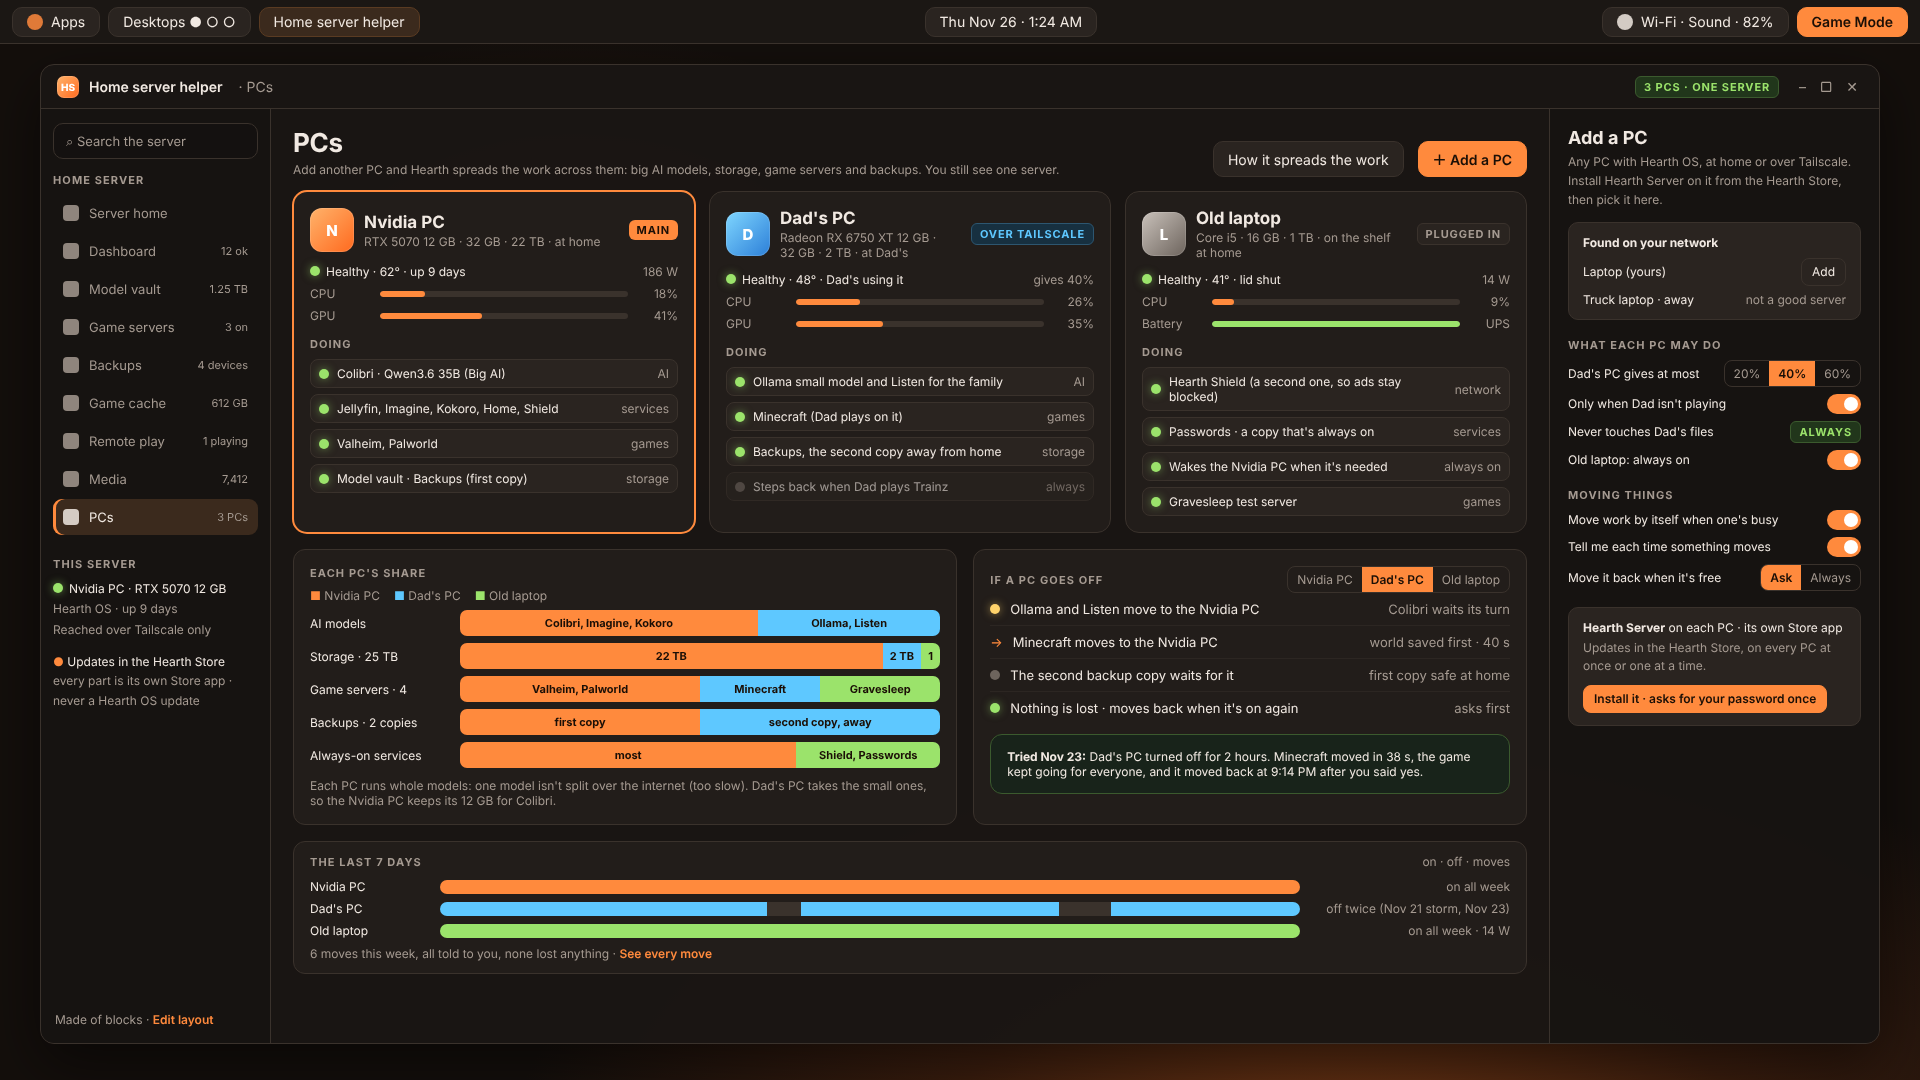 Apps
Desktops
Home server helper
Thu Nov 26 · 1:24 AM
Wi-Fi · Sound · 82%
Game Mode
HS
Home server helper · PCs
3 PCS · ONE SERVER
Search the server
HOME SERVER
Server home
Dashboard 12 ok
Model vault 1.25 TB
Game servers 3 on
Backups 4 devices
Game cache 612 GB
Remote play 1 playing
Media 7,412
PCs 3 PCs
THIS SERVER
Nvidia PC · RTX 5070 12 GB
Hearth OS · up 9 days
Reached over Tailscale only
Updates in the Hearth Store
every part is its own Store app ·
never a Hearth OS update
Made of blocks · Edit layout
PCs
Add another PC and Hearth spreads the work across them: big AI models, storage, game servers and backups. You still see one server.
How it spreads the work
+ Add a PC
N
Nvidia PC
RTX 5070 12 GB · 32 GB · 22 TB · at home
MAIN
Healthy · 62° · up 9 days 186 W
CPU 18%
GPU 41%
DOING
Colibri · Qwen3.6 35B (Big AI) AI
Jellyfin, Imagine, Kokoro, Home, Shield services
Valheim, Palworld games
Model vault · Backups (first copy) storage
D
Dad's PC
Radeon RX 6750 XT 12 GB ·
32 GB · 2 TB · at Dad's
OVER TAILSCALE
Healthy · 48° · Dad's using it gives 40%
CPU 26%
GPU 35%
DOING
Ollama small model and Listen for the family AI
Minecraft (Dad plays on it) games
Backups, the second copy away from home storage
Steps back when Dad plays Trainz always
L
Old laptop
Core i5 · 16 GB · 1 TB · on the shelf
at home
PLUGGED IN
Healthy · 41° · lid shut 14 W
CPU 9%
Battery UPS
DOING
Hearth Shield (a second one, so ads stay
blocked) network
Passwords · a copy that's always on services
Wakes the Nvidia PC when it's needed always on
Gravesleep test server games
EACH PC'S SHARE
Nvidia PC Dad's PC Old laptop
AI models Colibri, Imagine, Kokoro Ollama, Listen
Storage · 25 TB 22 TB 2 TB 1
Game servers · 4 Valheim, Palworld Minecraft Gravesleep
Backups · 2 copies first copy second copy, away
Always-on services most Shield, Passwords
Each PC runs whole models: one model isn't split over the internet (too slow). Dad's PC takes the small ones,
so the Nvidia PC keeps its 12 GB for Colibri.
IF A PC GOES OFF
Nvidia PC Dad's PC Old laptop
Ollama and Listen move to the Nvidia PC Colibri waits its turn
→ Minecraft moves to the Nvidia PC world saved first · 40 s
The second backup copy waits for it first copy safe at home
Nothing is lost · moves back when it's on again asks first
Tried Nov 23: Dad's PC turned off for 2 hours. Minecraft moved in 38 s, the game
kept going for everyone, and it moved back at 9:14 PM after you said yes.
THE LAST 7 DAYS on · off · moves
Nvidia PC on all week
Dad's PC off twice (Nov 21 storm, Nov 23)
Old laptop on all week · 14 W
6 moves this week, all told to you, none lost anything · See every move
Add a PC
Any PC with Hearth OS, at home or over Tailscale.
Install Hearth Server on it from the Hearth Store,
then pick it here.
Found on your network
Laptop (yours) Add
Truck laptop · away not a good server
WHAT EACH PC MAY DO
Dad's PC gives at most 20% 40% 60%
Only when Dad isn't playing
Never touches Dad's files ALWAYS
Old laptop: always on
MOVING THINGS
Move work by itself when one's busy
Tell me each time something moves
Move it back when it's free Ask Always
Hearth Server on each PC · its own Store app
Updates in the Hearth Store, on every PC at
once or one at a time.
Install it · asks for your password once